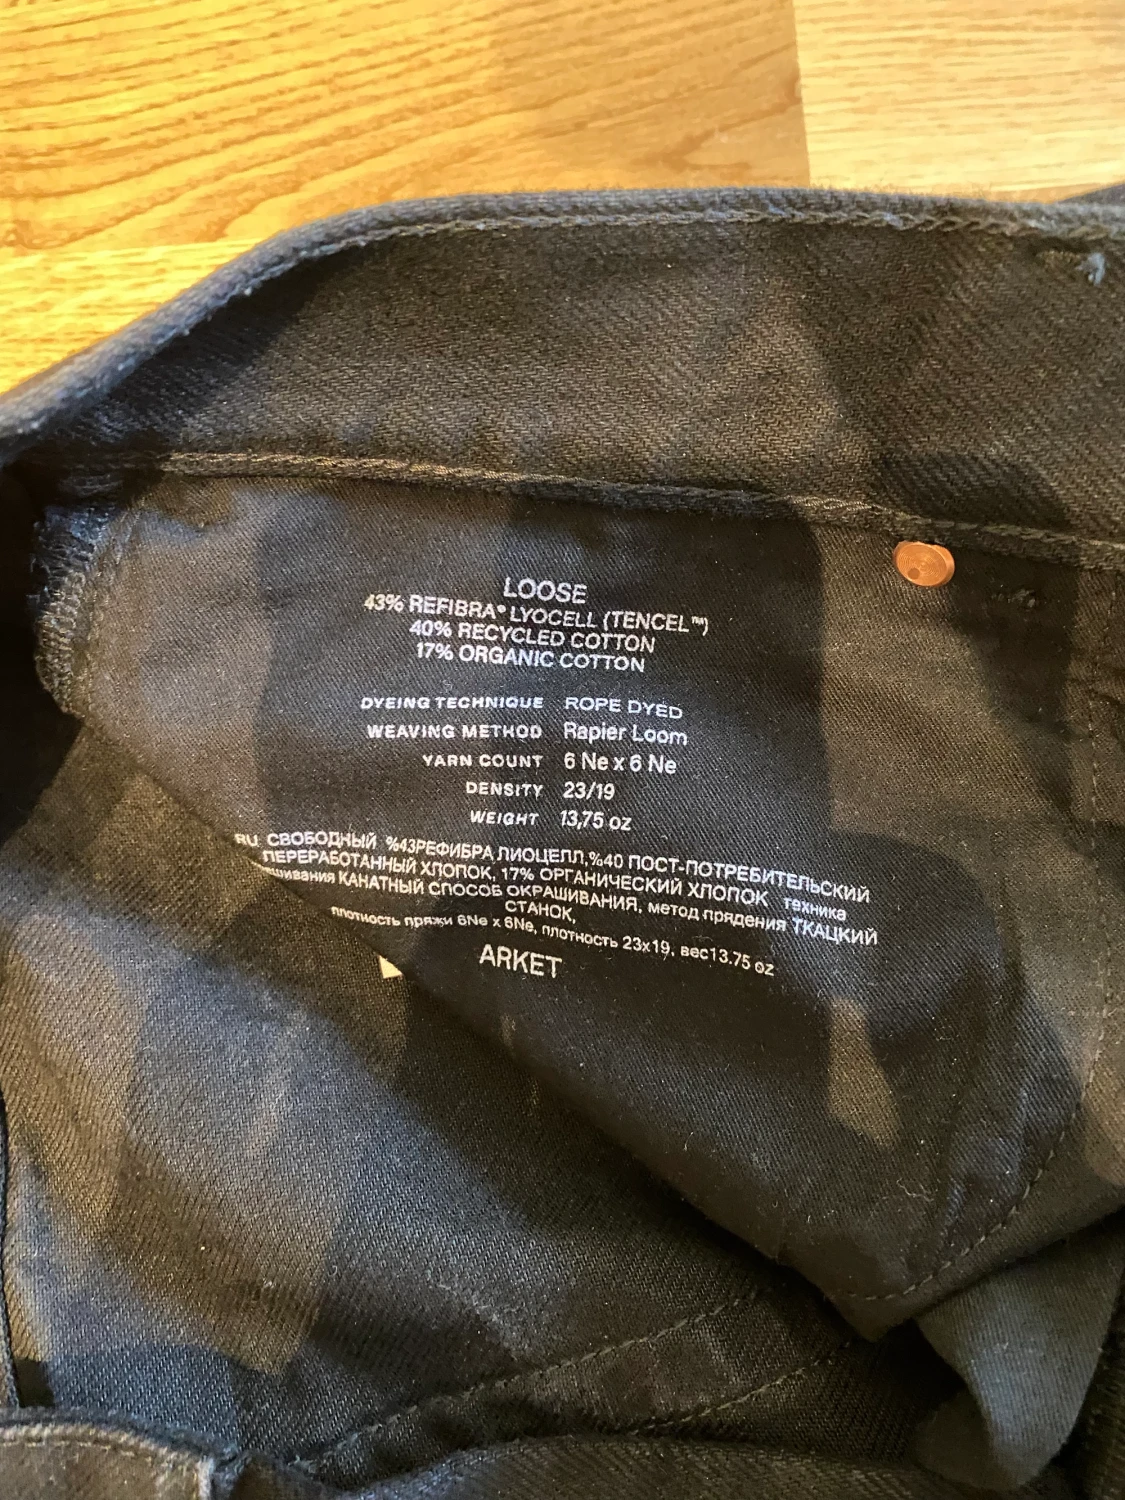 LOOSE
43% REFIBRA® LYOCELL (TENCEL™)
40% RECYCLED COTTON
17% ORGANIC COTTON
DYEING TECHNIQUE ROPE DYED
WEAVING METHOD Rapier Loom
YARN COUNT 6 Ne x 6 Ne
DENSITY 23/19
WEIGHT 13,75 oz
RU СВОБОДНЫЙ %43РЕФИБРА ЛИОЦЕЛЛ,%40 ПОСТ-ПОТРЕБИТЕЛЬСКИЙ
ПЕРЕРАБОТАННЫЙ ХЛОПОК, 17% ОРГАНИЧЕСКИЙ ХЛОПОК техника
КАНАТНЫЙ СПОСОБ ОКРАШИВАНИЯ, метод прядения ТКАЦКИЙ
СТАНОК,
плотность пряжи 6Ne x 6Ne, плотность 23x19, вес13.75 oz
ARKET